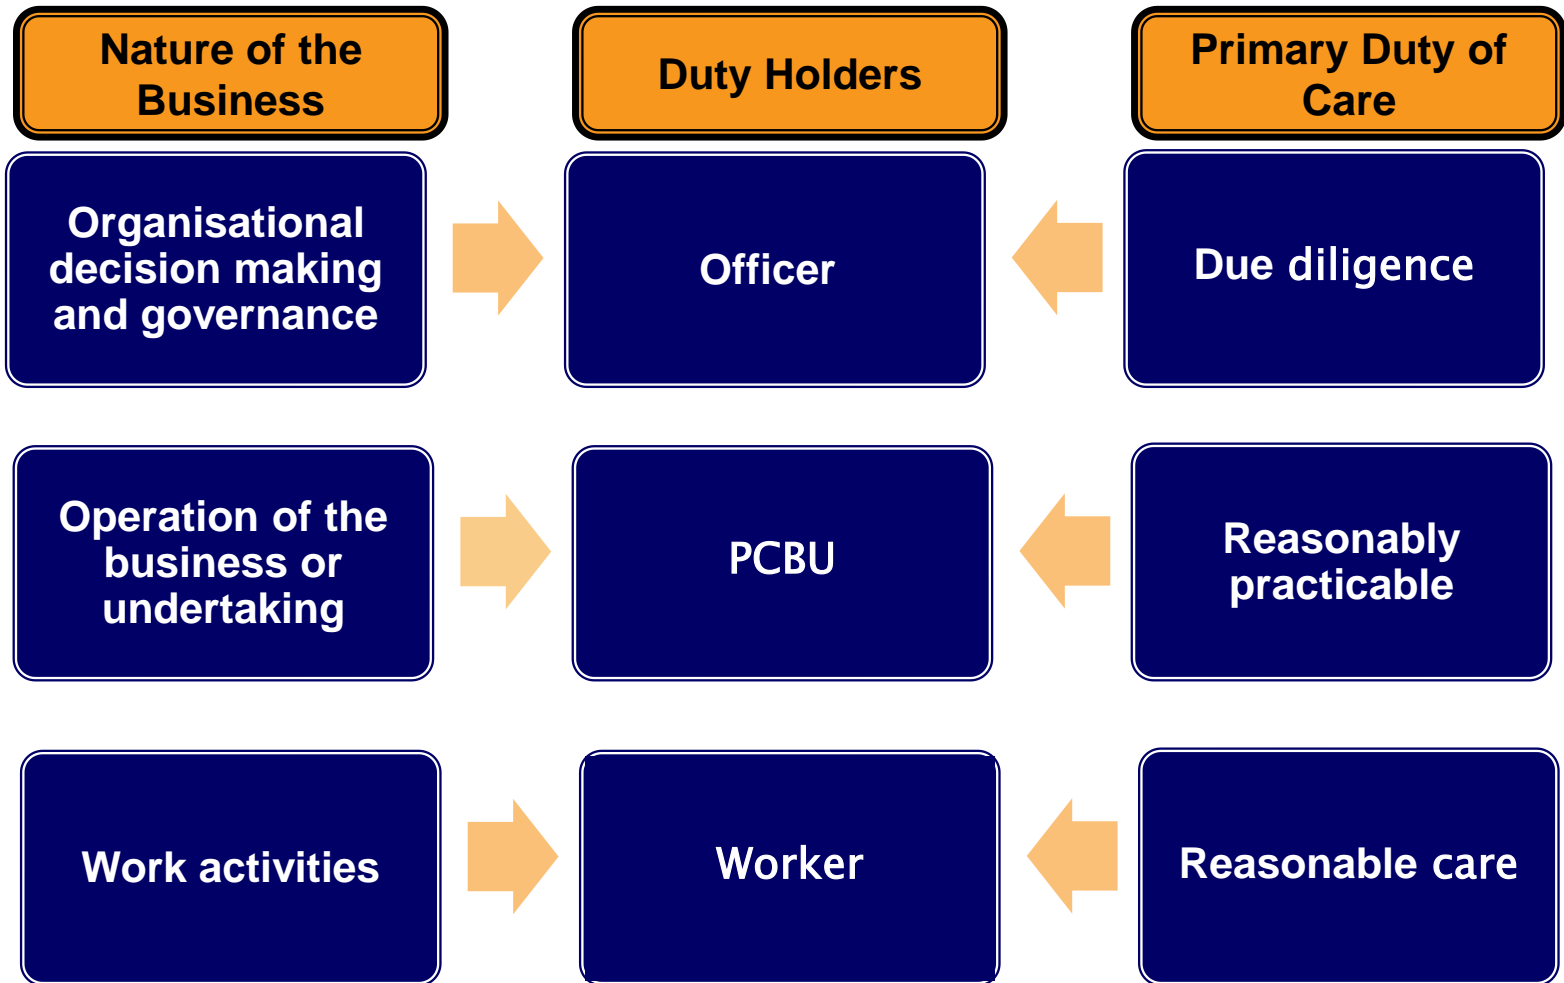 Nature of the
Business
Duty Holders
Primary Duty of
Care
Organisational
decision making
and governance
Officer
Due diligence
Operation of the
business or
undertaking
PCBU
Reasonably
practicable
Work activities
Worker
Reasonable care